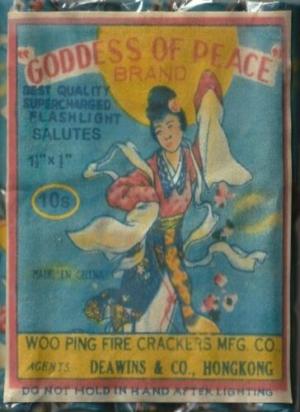 "GODDESS OF PEACE"
BRAND
BEST QUALITY
SUPERCHARGED
FLASHLIGHT
SALUTES
1½" x ½"
10s
MADE IN CHINA
WOO PING FIRE CRACKERS MFG. CO
AGENTS DEAWINS & CO., HONGKONG
DO NOT HOLD IN HAND AFTER LIGHTING